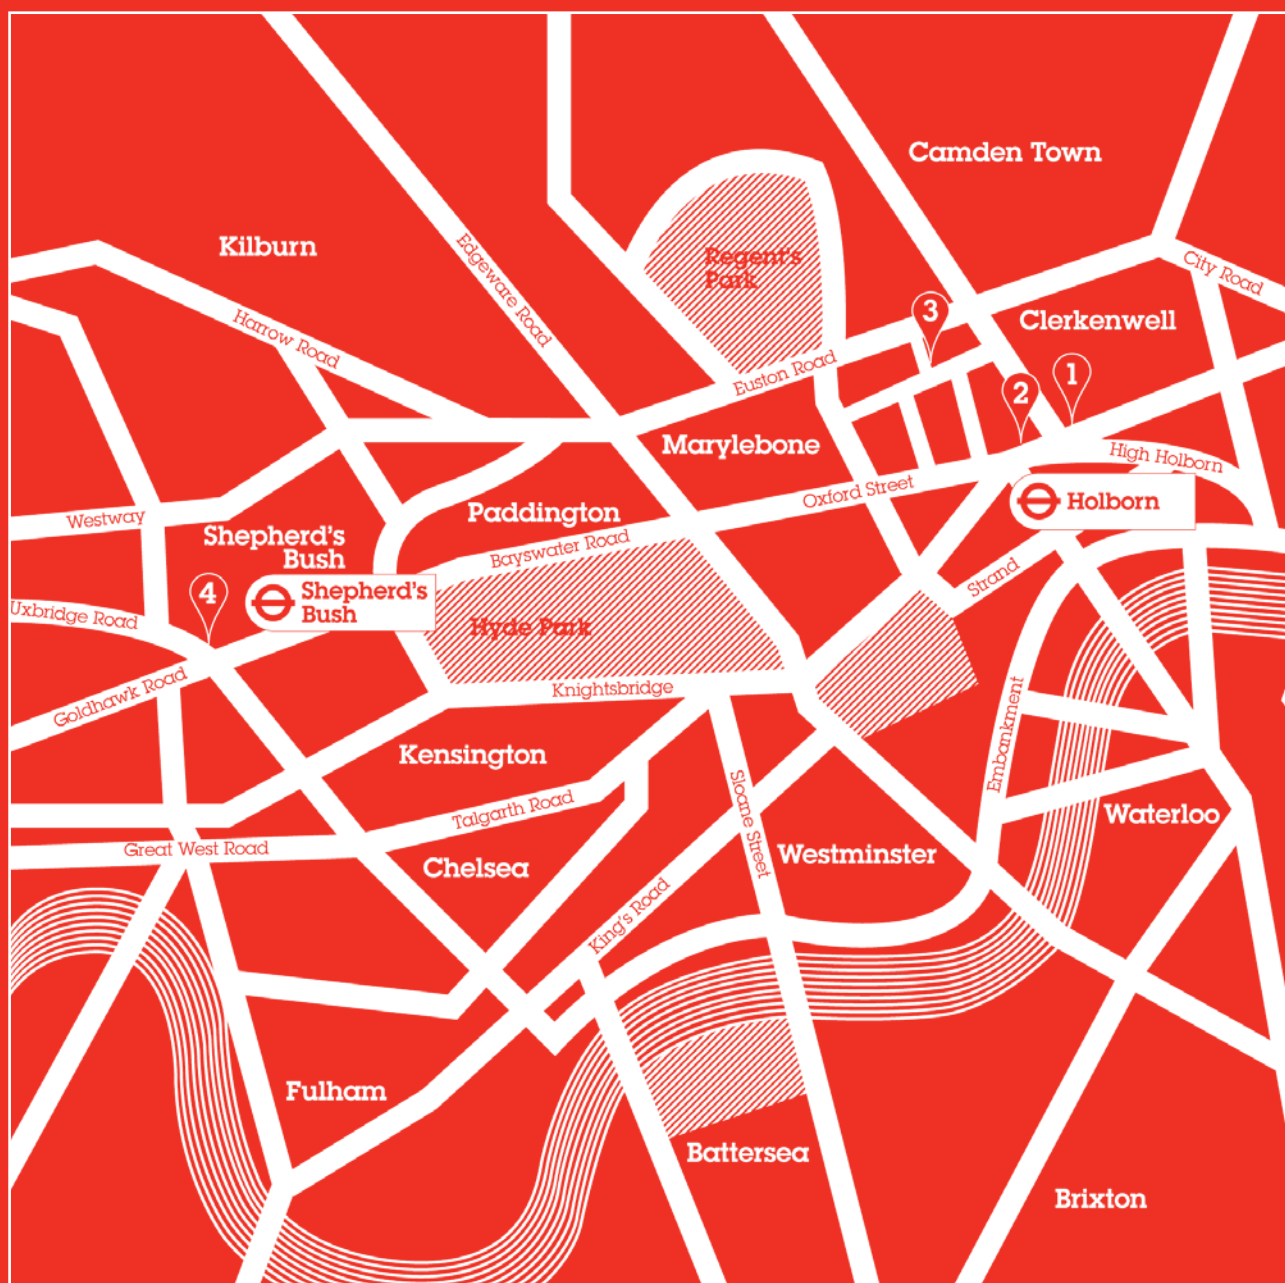 Camden Town
Kilburn
Edgeware Road
Regent's
Park
City Road
Harrow Road
3
Clerkenwell
Euston Road
1
2
Marylebone
High Holborn
Oxford Street
Holborn
Westway
Paddington
Shepherd's
Bush
Bayswater Road
4
Shepherd's
Bush
Strand
Uxbridge Road
Hyde Park
Goldhawk Road
Knightsbridge
Embankment
Kensington
Talgarth Road
Sloane Street
Waterloo
Great West Road
Chelsea
Westminster
King's Road
Fulham
Battersea
Brixton